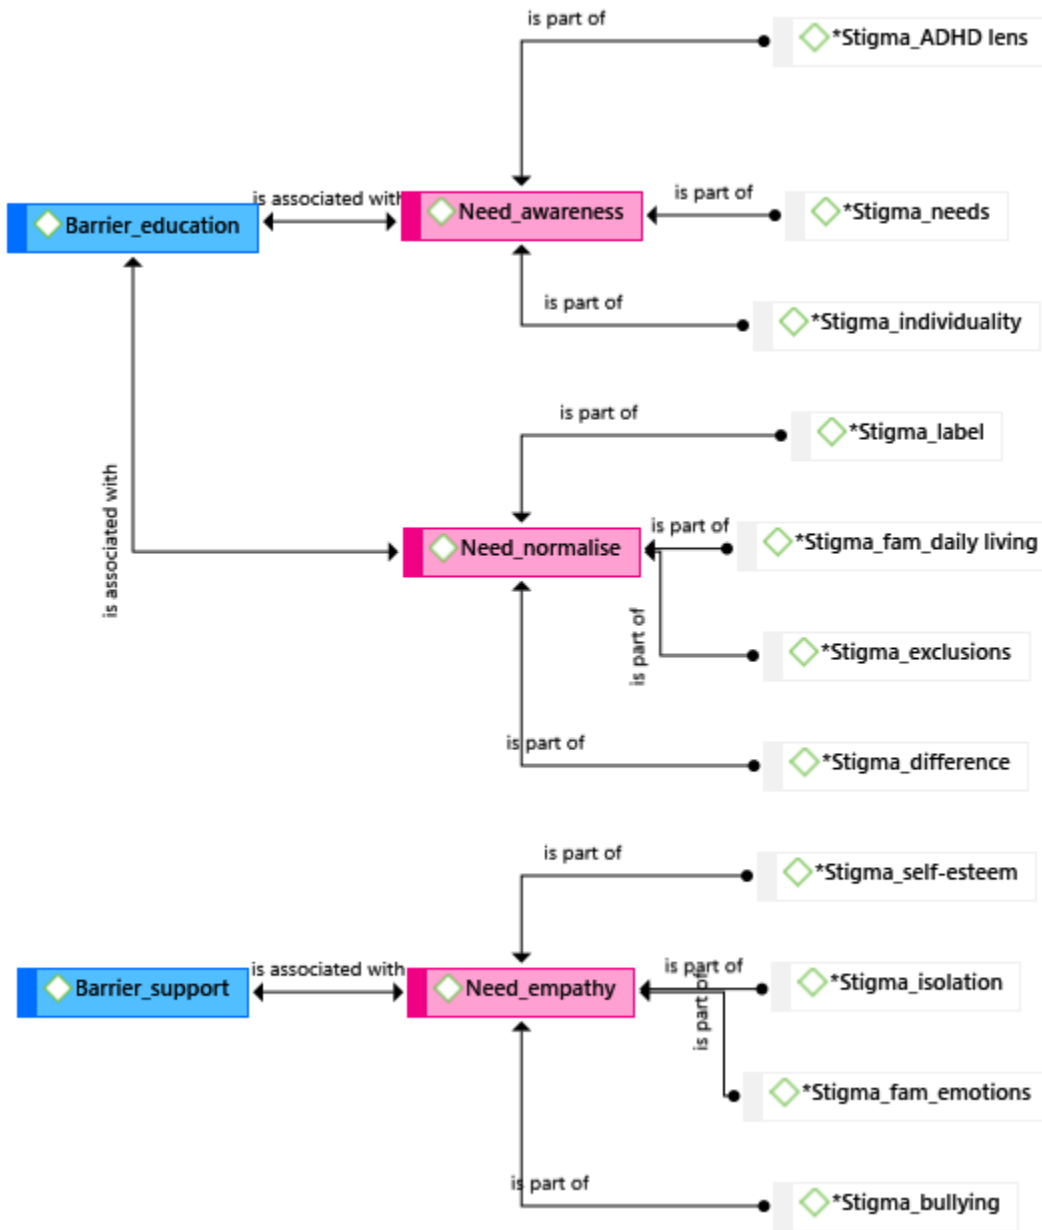 is part of
*Stigma_ADHD lens
is associated with
Need_awareness
is part of
*Stigma_needs
Barrier_education
is part of
*Stigma_individuality
is part of
*Stigma_label
is associated with
Need_normalise
is part of
*Stigma_fam_daily living
is part of
*Stigma_exclusions
is part of
*Stigma_difference
is part of
*Stigma_self-esteem
Barrier_support
is associated with
Need_empathy
is part of
*Stigma_isolation
is part of
*Stigma_fam_emotions
is part of
*Stigma_bullying